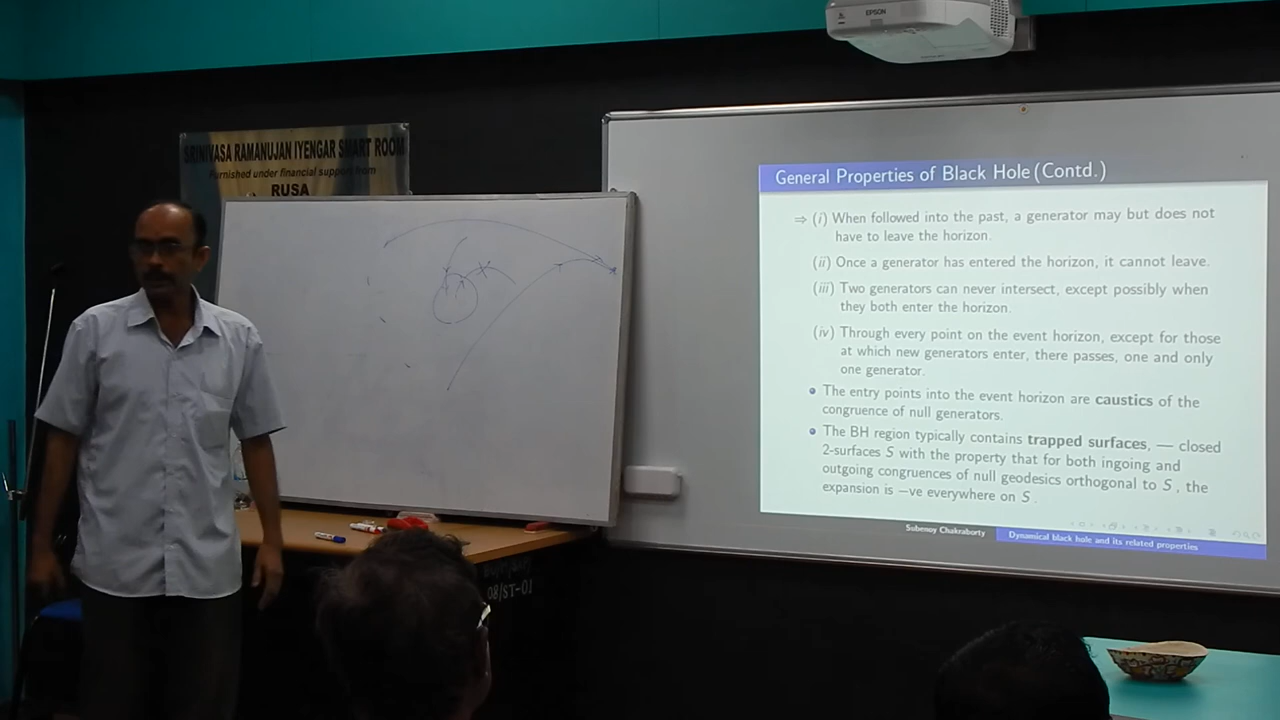 EPSON
SRINIVASA RAMANUJAN IYENGAR SMART ROOM
Furnished under financial support from
RUSA
General Properties of Black Hole(Contd.)
⇒ (i) When followed into the past, a generator may but does not
have to leave the horizon.
(ii) Once a generator has entered the horizon, it cannot leave.
(iii) Two generators can never intersect, except possibly when
they both enter the horizon.
(iv) Through every point on the event horizon, except for those
at which new generators enter, there passes, one and only
one generator.
• The entry points into the event horizon are caustics of the
congruence of null generators.
• The BH region typically contains trapped surfaces, — closed
2-surfaces S with the property that for both ingoing and
outgoing congruences of null geodesics orthogonal to S, the
expansion is −ve everywhere on S.
Subenoy Chakraborty
Dynamical black hole and its related properties